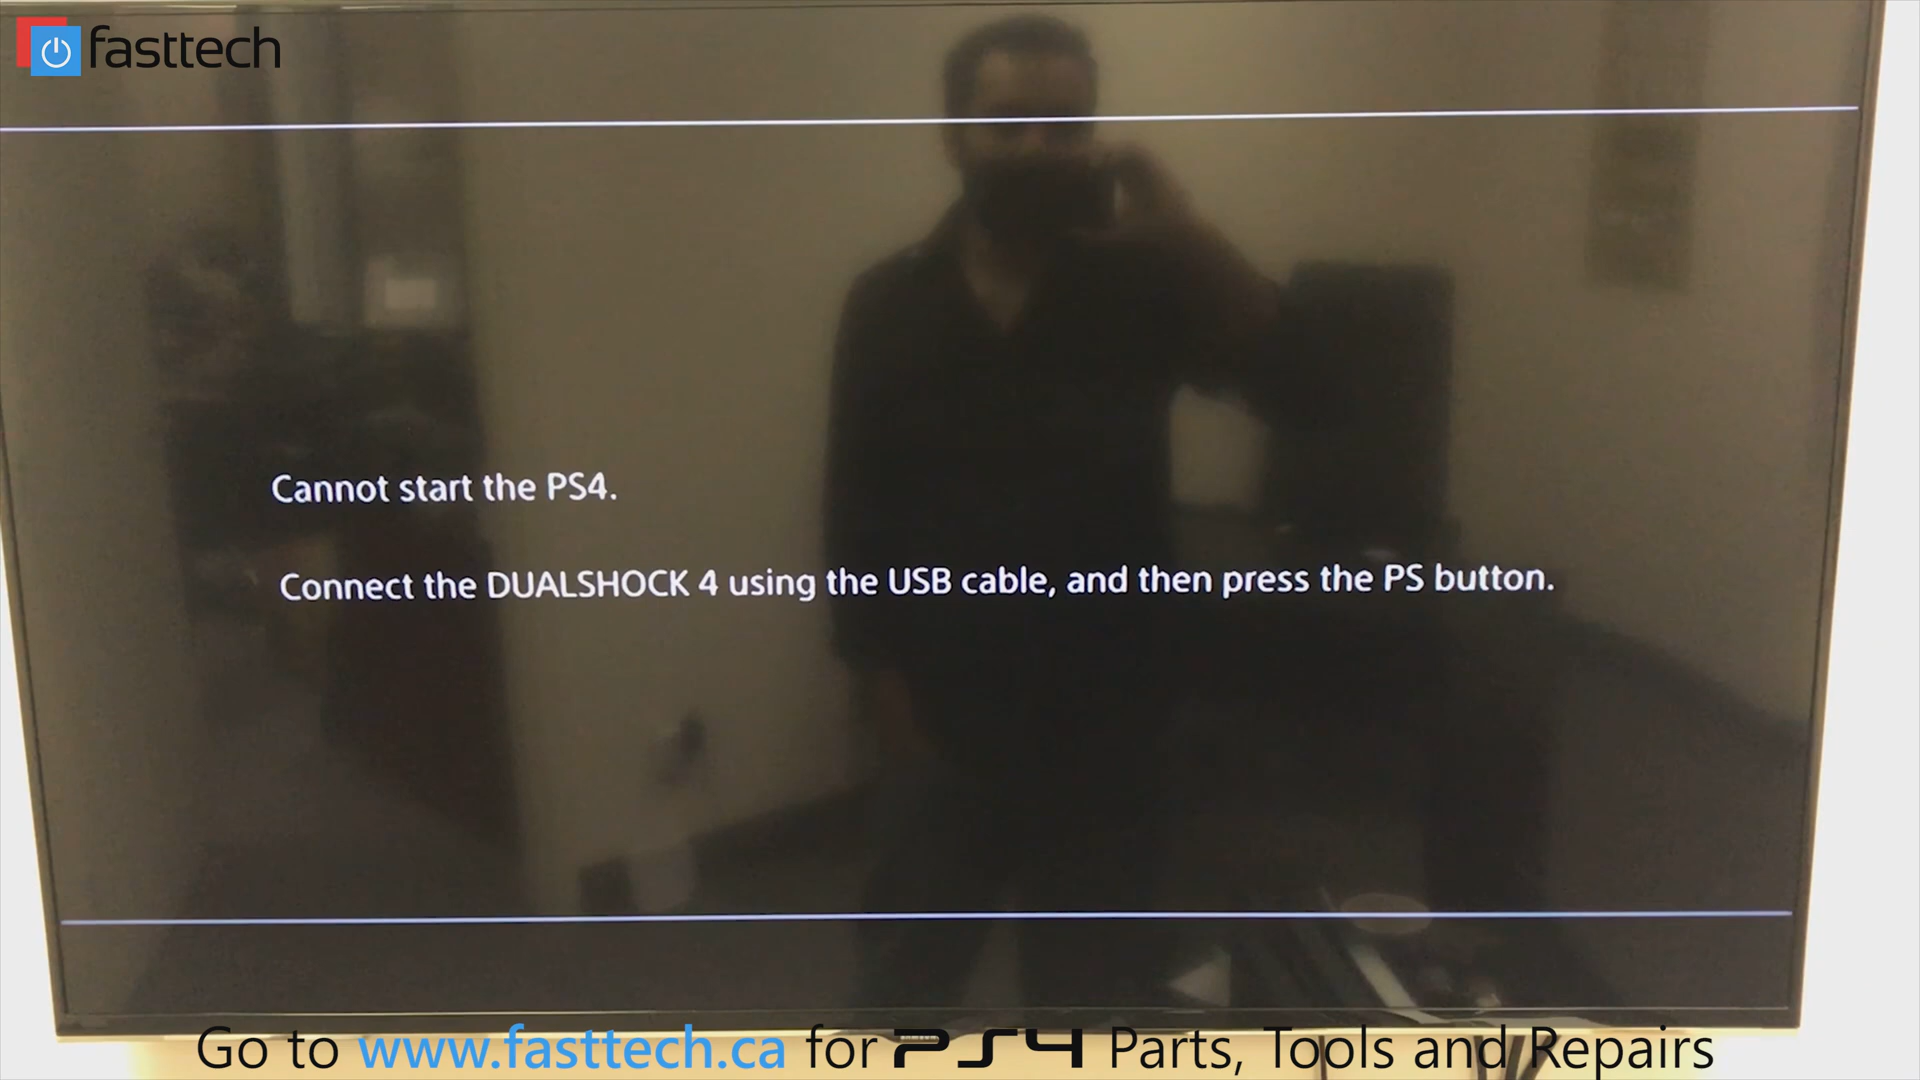 fasttech
Cannot start the PS4.
Connect the DUALSHOCK 4 using the USB cable, and then press the PS button.
Go to www.fasttech.ca for PS4 Parts, Tools and Repairs